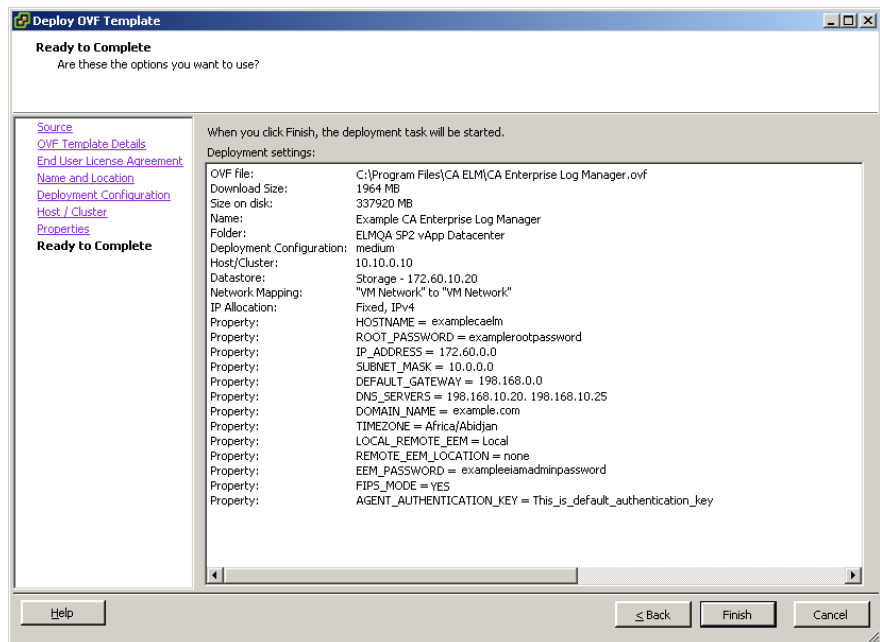 Deploy OVF Template
Ready to Complete
Are these the options you want to use?
Source
OVF Template Details
End User License Agreement
Name and Location
Deployment Configuration
Host / Cluster
Properties
Ready to Complete
When you click Finish, the deployment task will be started.
Deployment settings:
OVF file: C:\Program Files\CA ELM\CA Enterprise Log Manager.ovf
Download Size: 1964 MB
Size on disk: 337920 MB
Name: Example CA Enterprise Log Manager
Folder: ELMQA SP2 vApp Datacenter
Deployment Configuration: medium
Host/Cluster: 10.10.0.10
Datastore: Storage - 172.60.10.20
Network Mapping: "VM Network" to "VM Network"
IP Allocation: Fixed, IPv4
Property: HOSTNAME = examplecaelm
Property: ROOT_PASSWORD = examplerootpassword
Property: IP_ADDRESS = 172.60.0.0
Property: SUBNET_MASK = 10.0.0.0
Property: DEFAULT_GATEWAY = 198.168.0.0
Property: DNS_SERVERS = 198.168.10.20. 198.168.10.25
Property: DOMAIN_NAME = example.com
Property: TIMEZONE = Africa/Abidjan
Property: LOCAL_REMOTE_EEM = Local
Property: REMOTE_EEM_LOCATION = none
Property: EEM_PASSWORD = exampleeiamadminpassword
Property: FIPS_MODE = YES
Property: AGENT_AUTHENTICATION_KEY = This_is_default_authentication_key
Help
≤ Back
Finish
Cancel